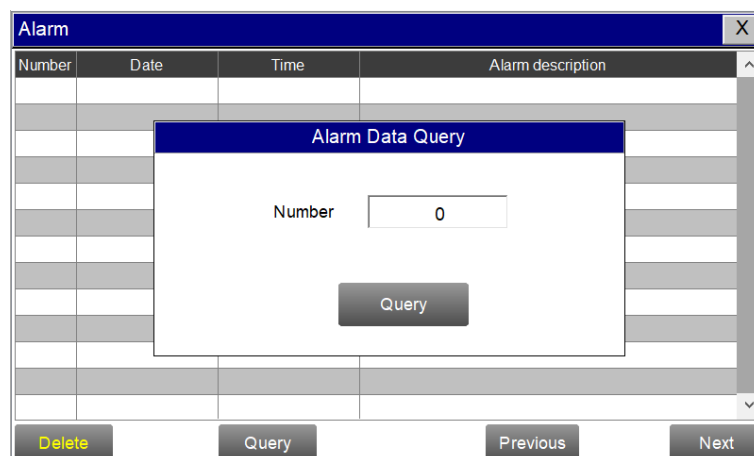 Alarm X
Number Date Time Alarm description
Alarm Data Query
Number 0
Query
Delete Query Previous Next